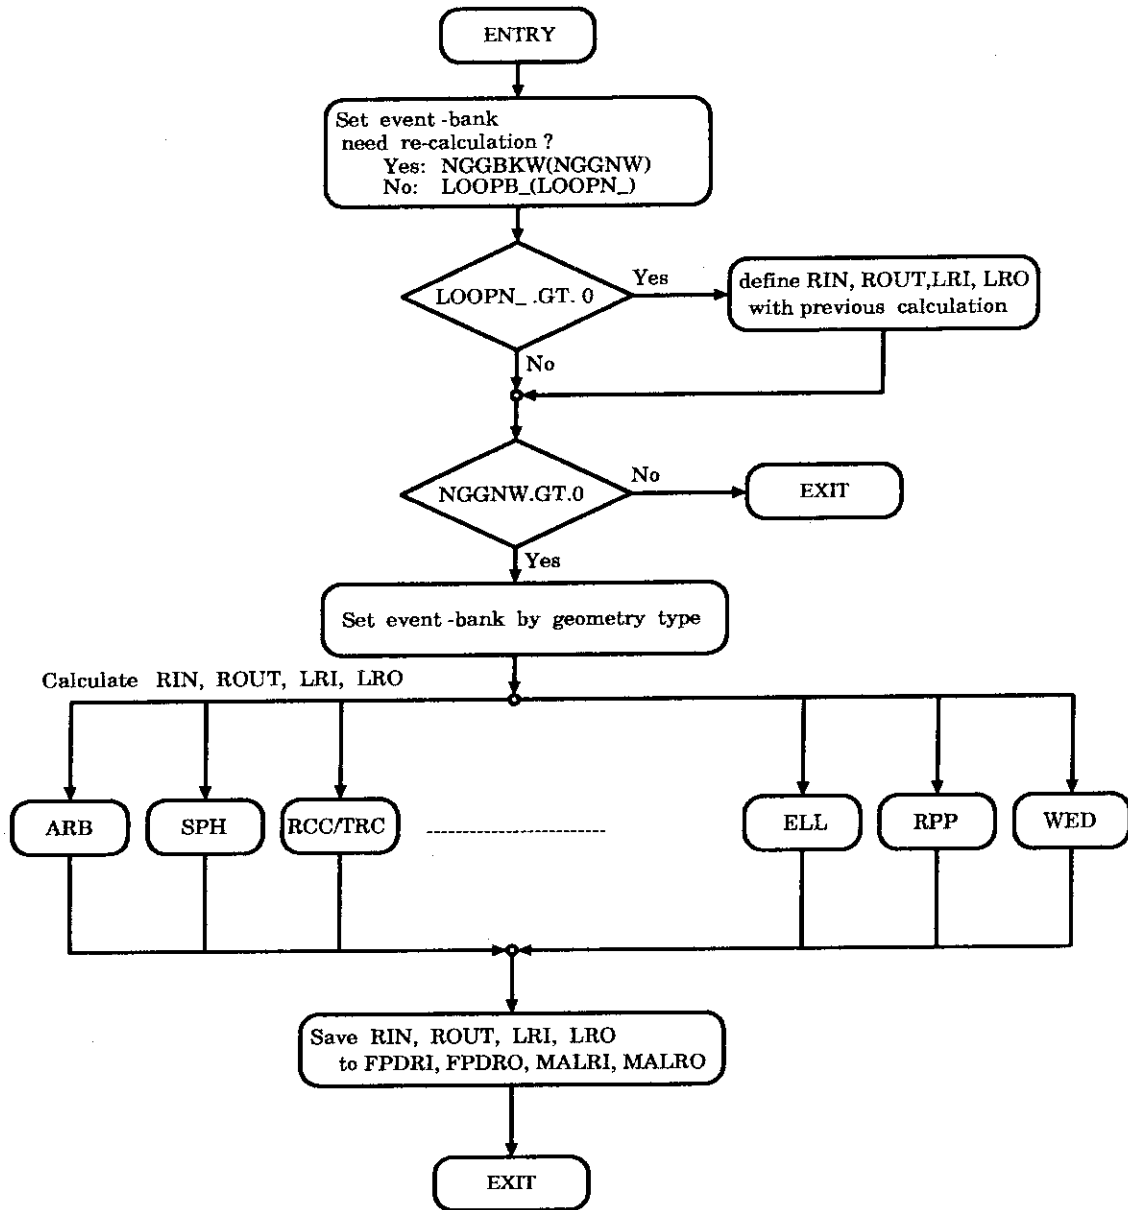 ENTRY
Set event-bank
need re-calculation ?
Yes: NGGBKW(NGGNW)
No: LOOPB_(LOOPN_)
LOOPN_ .GT. 0
Yes
define RIN, ROUT,LRI, LRO
with previous calculation
No
NGGNW.GT.0
No
EXIT
Yes
Set event-bank by geometry type
Calculate RIN, ROUT, LRI, LRO
ARB
SPH
RCC/TRC
ELL
RPP
WED
Save RIN, ROUT, LRI, LRO
to FPDRI, FPDRO, MALRI, MALRO
EXIT